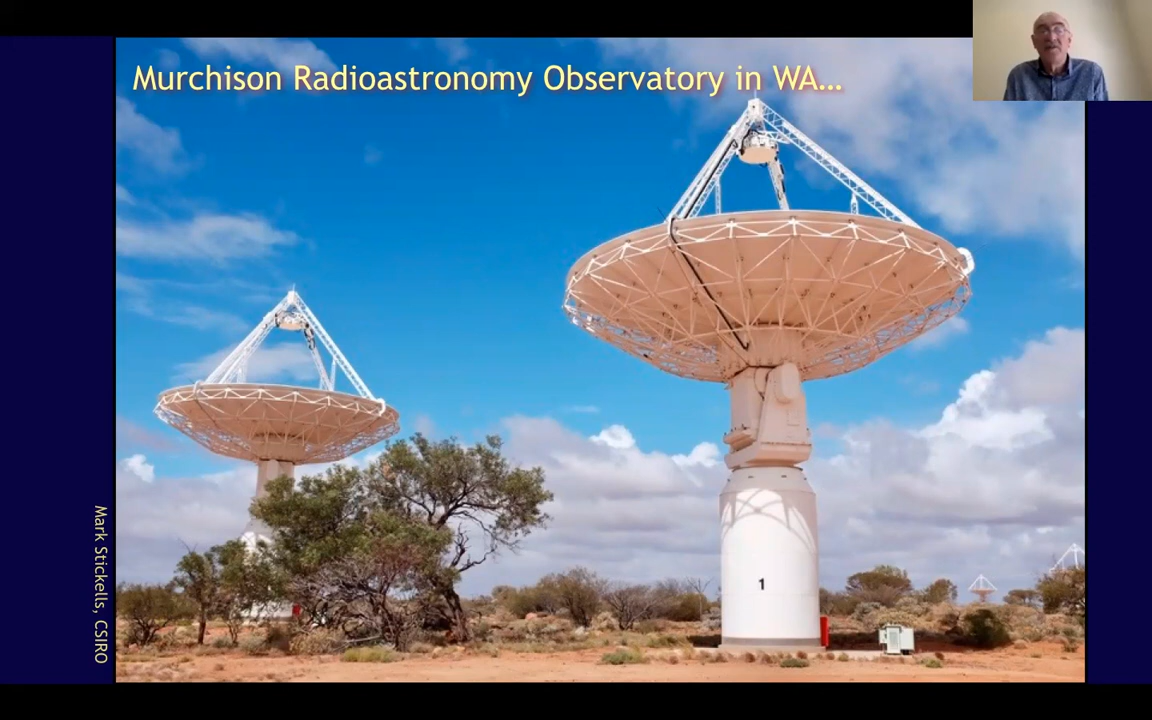 Murchison Radioastronomy Observatory in WA…
Mark Stickells, CSIRO
1